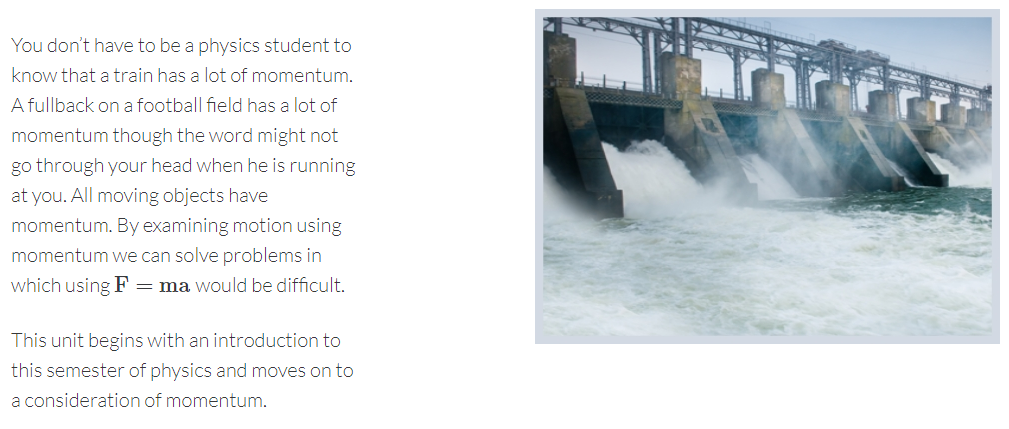 You don’t have to be a physics student to
know that a train has a lot of momentum.
A fullback on a football field has a lot of
momentum though the word might not
go through your head when he is running
at you. All moving objects have
momentum. By examining motion using
momentum we can solve problems in
which using F = ma would be difficult.
This unit begins with an introduction to
this semester of physics and moves on to
a consideration of momentum.